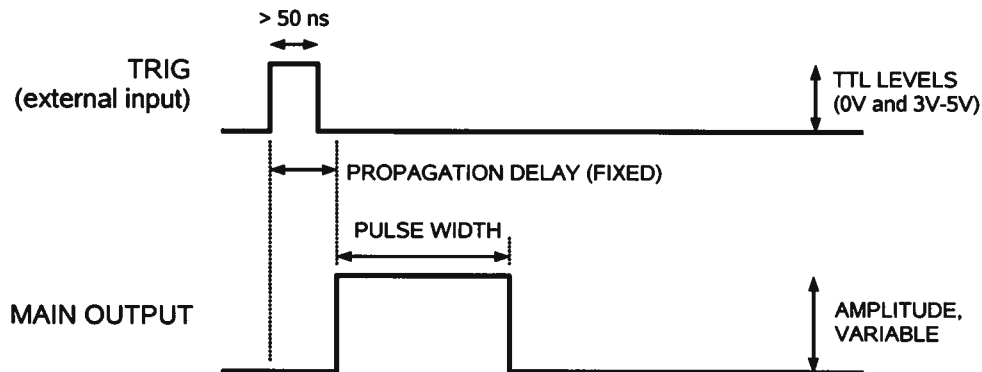 > 50 ns
TRIG
(external input)
TTL LEVELS
(0V and 3V-5V)
PROPAGATION DELAY (FIXED)
PULSE WIDTH
MAIN OUTPUT
AMPLITUDE,
VARIABLE